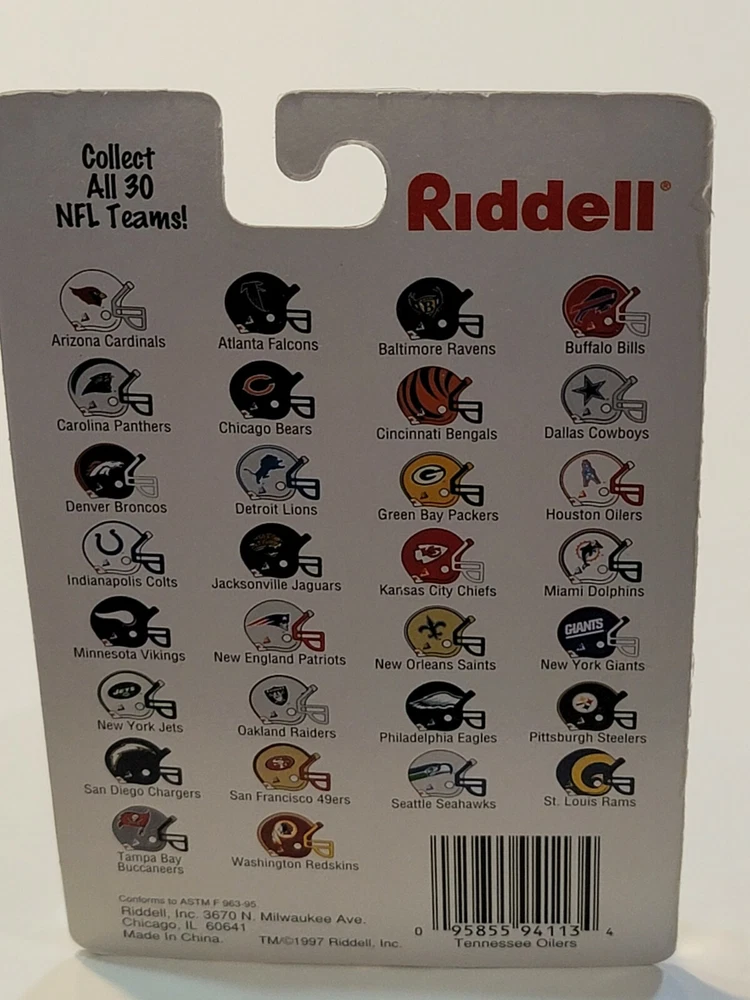 Collect
All 30
NFL Teams!
Riddell®
Arizona Cardinals
Atlanta Falcons
Baltimore Ravens
Buffalo Bills
Carolina Panthers
Chicago Bears
Cincinnati Bengals
Dallas Cowboys
Denver Broncos
Detroit Lions
Green Bay Packers
Houston Oilers
Indianapolis Colts
Jacksonville Jaguars
Kansas City Chiefs
Miami Dolphins
GIANTS
Minnesota Vikings
New England Patriots
New Orleans Saints
New York Giants
JETS
New York Jets
Oakland Raiders
Philadelphia Eagles
Pittsburgh Steelers
San Diego Chargers
San Francisco 49ers
Seattle Seahawks
St. Louis Rams
Tampa Bay
Buccaneers
Washington Redskins
Conforms to ASTM F 963-95
Riddell, Inc. 3670 N. Milwaukee Ave.
Chicago, IL 60641
Made in China. TM/©1997 Riddell, Inc.
0 95855 94113 4
Tennessee Oilers